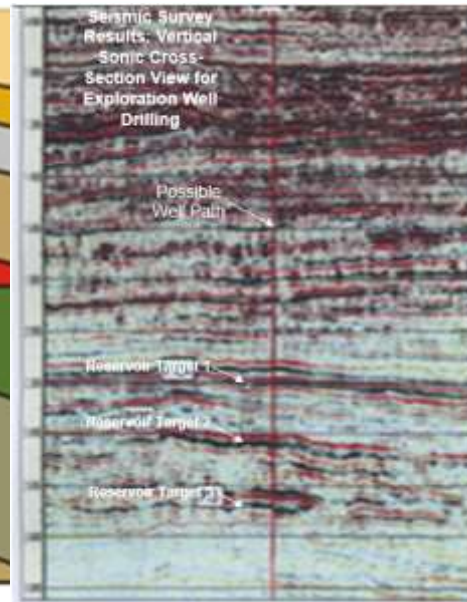 Seismic Survey
Results: Vertical
Sonic Cross-
Section View for
Exploration Well
Drilling
Possible
Well Path
Reservoir Target 1
Reservoir Target 2
Reservoir Target 3